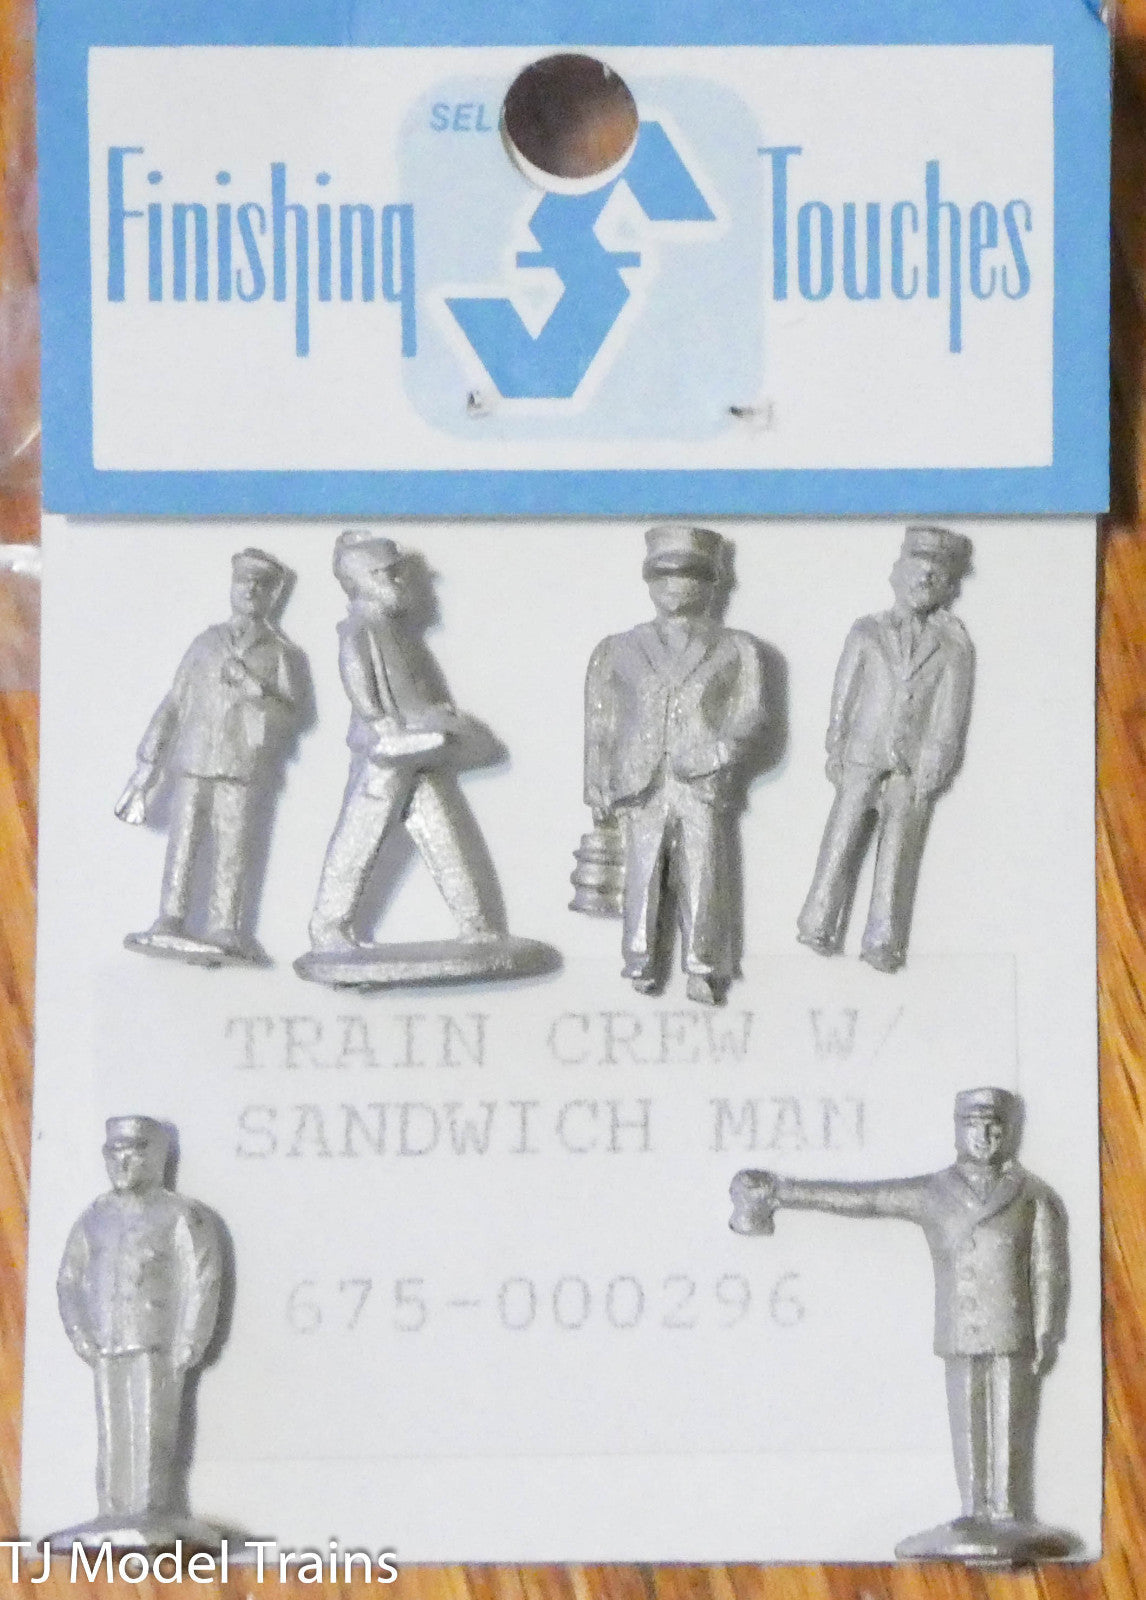 Finishing Touches
TRAIN CREW W/
SANDWICH MAN
675-000296
TJ Model Trains